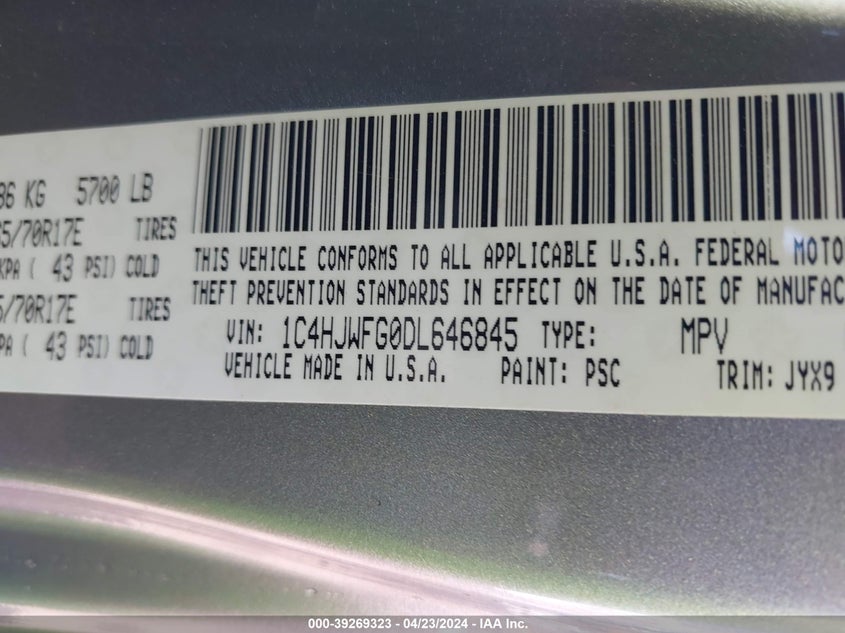 86 KG 5700 LB
5/70R17E TIRES
KPA ( 43 PSI) COLD
5/70R17E TIRES
PA ( 43 PSI) COLD
THIS VEHICLE CONFORMS TO ALL APPLICABLE U.S.A. FEDERAL MOTO
THEFT PREVENTION STANDARDS IN EFFECT ON THE DATE OF MANUFAC
VIN: 1C4HJWFG0DL646845 TYPE: MPV
VEHICLE MADE IN U.S.A. PAINT: PSC TRIM: JYX9
000-39269323 - 04/23/2024 - IAA Inc.